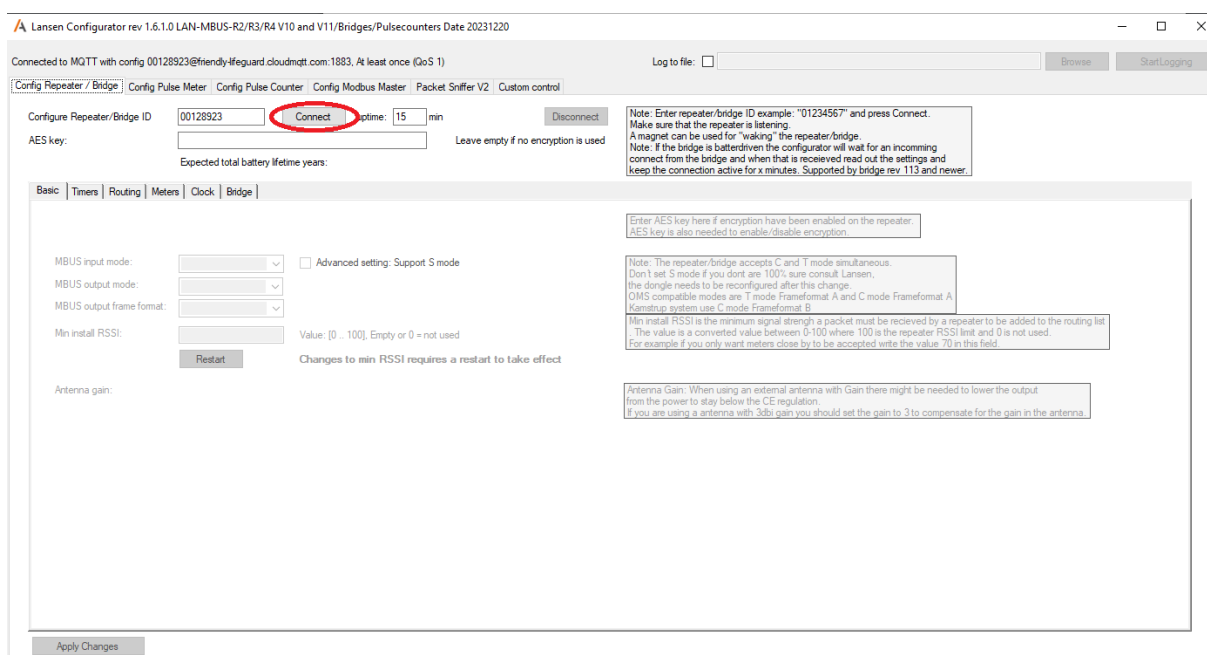 Lansen Configurator rev 1.6.1.0 LAN-MBUS-R2/R3/R4 V10 and V11/Bridges/Pulsecounters Date 20231220
Connected to MQTT with config 00128923@friendly-lifeguard.cloudmqtt.com:1883, At least once (QoS 1)
Log to file:
Browse
StartLogging
Config Repeater / Bridge
Config Pulse Meter
Config Pulse Counter
Config Modbus Master
Packet Sniffer V2
Custom control
Configure Repeater/Bridge ID
00128923
Connect
uptime:
15
min
Disconnect
AES key:
Leave empty if no encryption is used
Expected total battery lifetime years:
Note: Enter repeater/bridge ID example: "01234567" and press Connect.
Make sure that the repeater is listening.
A magnet can be used for "waking" the repeater/bridge.
Note: If the bridge is batterdriven the configurator will wait for an incomming
connect from the bridge and when that is receieved read out the settings and
keep the connection active for x minutes. Supported by bridge rev 113 and newer.
Basic
Timers
Routing
Meters
Clock
Bridge
Enter AES key here if encryption have been enabled on the repeater.
AES key is also needed to enable/disable encryption.
MBUS input mode:
Advanced setting: Support S mode
MBUS output mode:
MBUS output frame format:
Note: The repeater/bridge accepts C and T mode simultaneous.
Don't set S mode if you dont are 100% sure consult Lansen,
the dongle needs to be reconfigured after this change.
OMS compatible modes are T mode Frameformat A and C mode Frameformat A
Kamstrup system use C mode Frameformat B
Min install RSSI:
Value: [0 .. 100], Empty or 0 = not used
Min install RSSI is the minimum signal strengh a packet must be recieved by a repeater to be added to the routing list
. The value is a converted value between 0-100 where 100 is the repeater RSSI limit and 0 is not used.
For example if you only want meters close by to be accepted write the value 70 in this field.
Restart
Changes to min RSSI requires a restart to take effect
Antenna gain:
Antenna Gain: When using an external antenna with Gain there might be needed to lower the output
from the power to stay below the CE regulation.
If you are using a antenna with 3dbi gain you should set the gain to 3 to compensate for the gain in the antenna.
Apply Changes